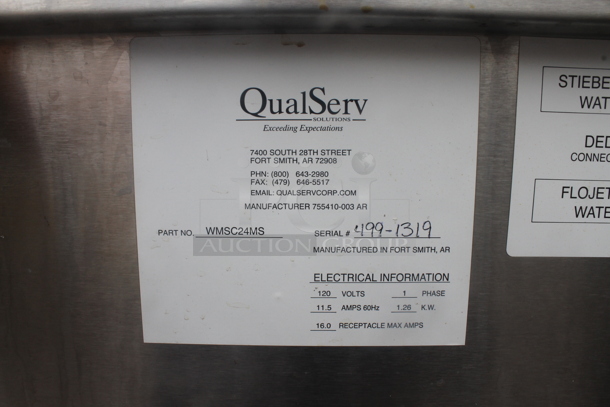 QualServ
SOLUTIONS
Exceeding Expectations
7400 SOUTH 28TH STREET
FORT SMITH, AR 72908
PHN: (800) 643-2980
FAX: (479) 646-5517
EMAIL: QUALSERVCORP.COM
MANUFACTURER 755410-003 AR
PART NO. WMSC24MS SERIAL # 499-1319
AUCTION GROUP
MANUFACTURED IN FORT SMITH, AR
ELECTRICAL INFORMATION
120 VOLTS 1 PHASE
11.5 AMPS 60Hz 1.26 K.W.
16.0 RECEPTACLE MAX AMPS
STIEBE
WAT
DED
CONNEC
FLOJET
WATE